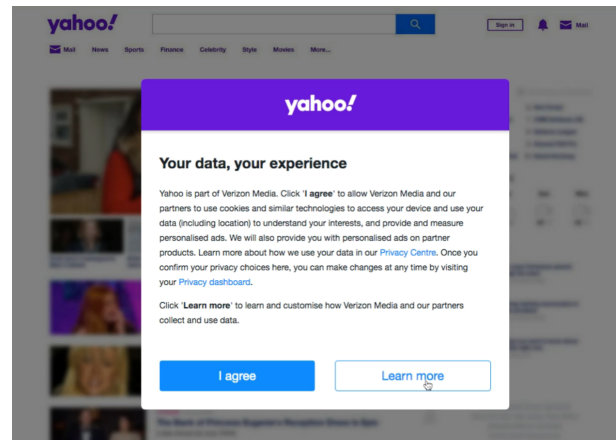 yahoo!
Sign in
Mail
Mail News Sports Finance Celebrity Style Movies More...
yahoo!
Your data, your experience
Yahoo is part of Verizon Media. Click 'I agree' to allow Verizon Media and our
partners to use cookies and similar technologies to access your device and use your
data (including location) to understand your interests, and provide and measure
personalised ads. We will also provide you with personalised ads on partner
products. Learn more about how we use your data in our Privacy Centre. Once you
confirm your privacy choices here, you can make changes at any time by visiting
your Privacy dashboard.
Click 'Learn more' to learn and customise how Verizon Media and our partners
collect and use data.
I agree
Learn more